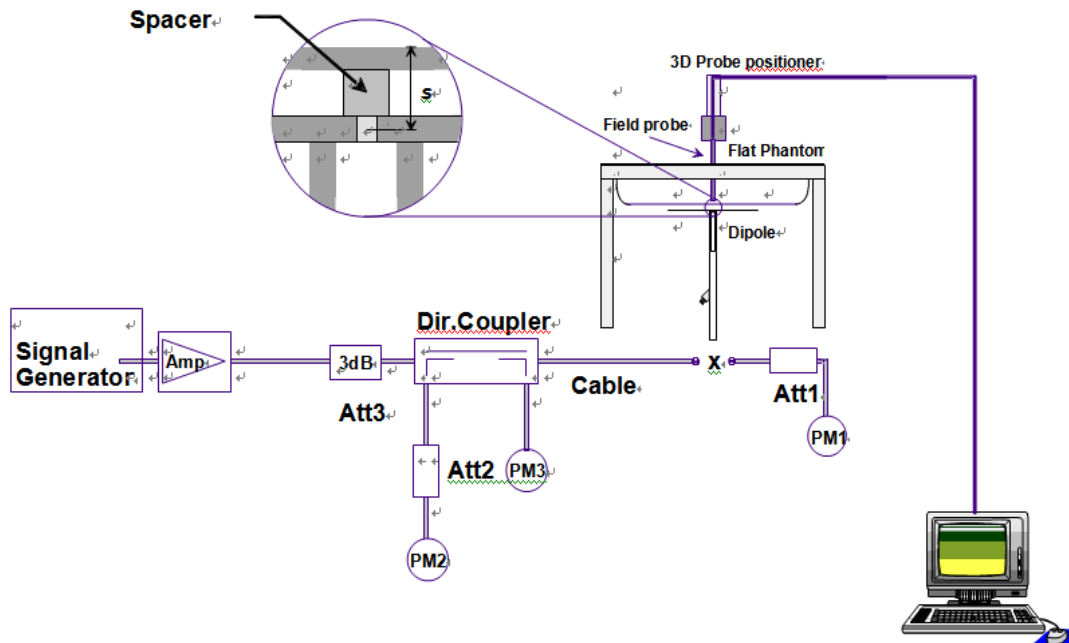 Spacer
s
3D Probe positioner
Field probe
Flat Phantom
Dipole
Signal
Generator
Amp
3dB
Att3
Dir.Coupler
Cable
x
Att1
PM1
Att2
PM3
PM2